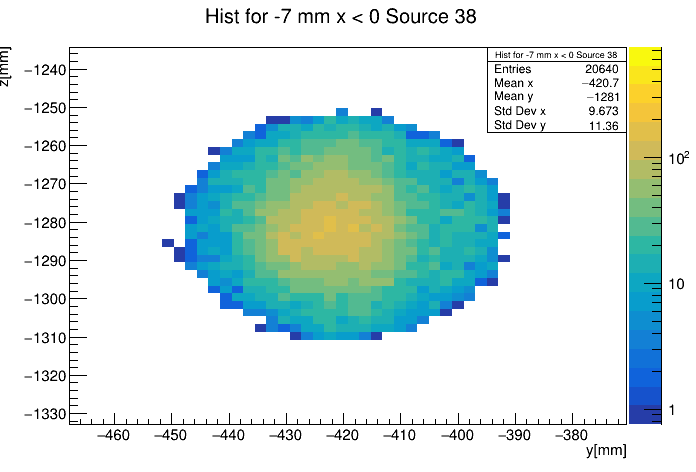 Hist for -7 mm x < 0 Source 38
z[mm]
Hist for -7 mm x < 0 Source 38
Entries 20640
Mean x −420.7
Mean y −1281
Std Dev x 9.673
Std Dev y 11.36
−1240
−1250
−1260
−1270
−1280
−1290
−1300
−1310
−1320
−1330
10²
10
1
−460 −450 −440 −430 −420 −410 −400 −390 −380
y[mm]